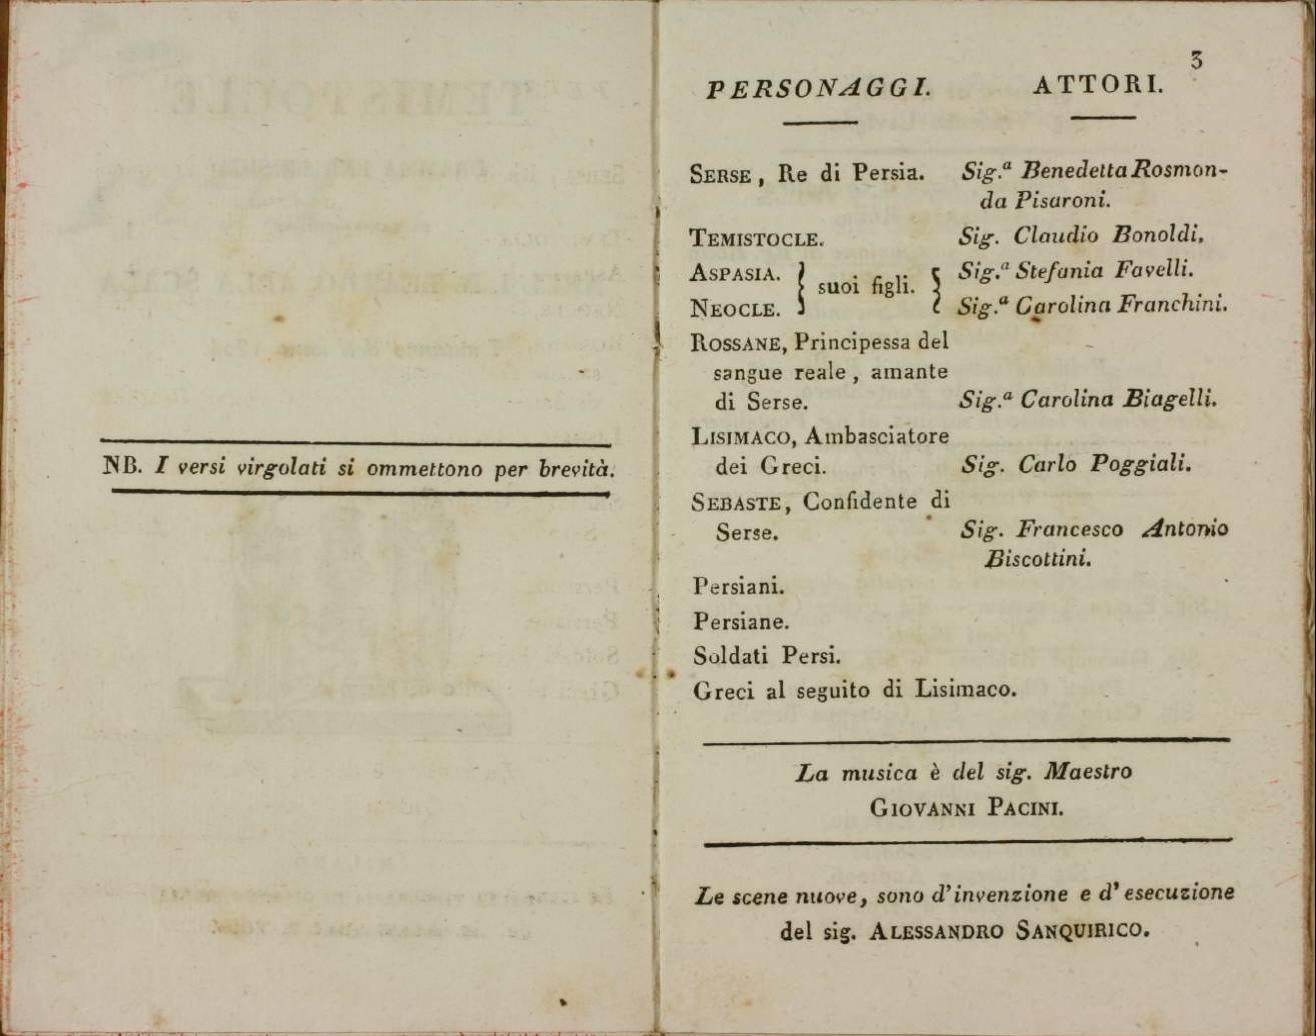 NB. I versi virgolati si ommettono per brevità.
3
PERSONAGGI. ATTORI.
SERSE, Re di Persia. Sig.ª Benedetta Rosmon-
da Pisaroni.
TEMISTOCLE. Sig. Claudio Bonoldi.
ASPASIA. } suoi figli. { Sig.ª Stefania Favelli.
NEOCLE. Sig.ª Carolina Franchini.
ROSSANE, Principessa del
sangue reale, amante
di Serse. Sig.ª Carolina Biagelli.
LISIMACO, Ambasciatore
dei Greci. Sig. Carlo Poggiali.
SEBASTE, Confidente di
Serse. Sig. Francesco Antonio
Biscottini.
Persiani.
Persiane.
Soldati Persi.
Greci al seguito di Lisimaco.
La musica è del sig. Maestro
GIOVANNI PACINI.
Le scene nuove, sono d'invenzione e d'esecuzione
del sig. ALESSANDRO SANQUIRICO.